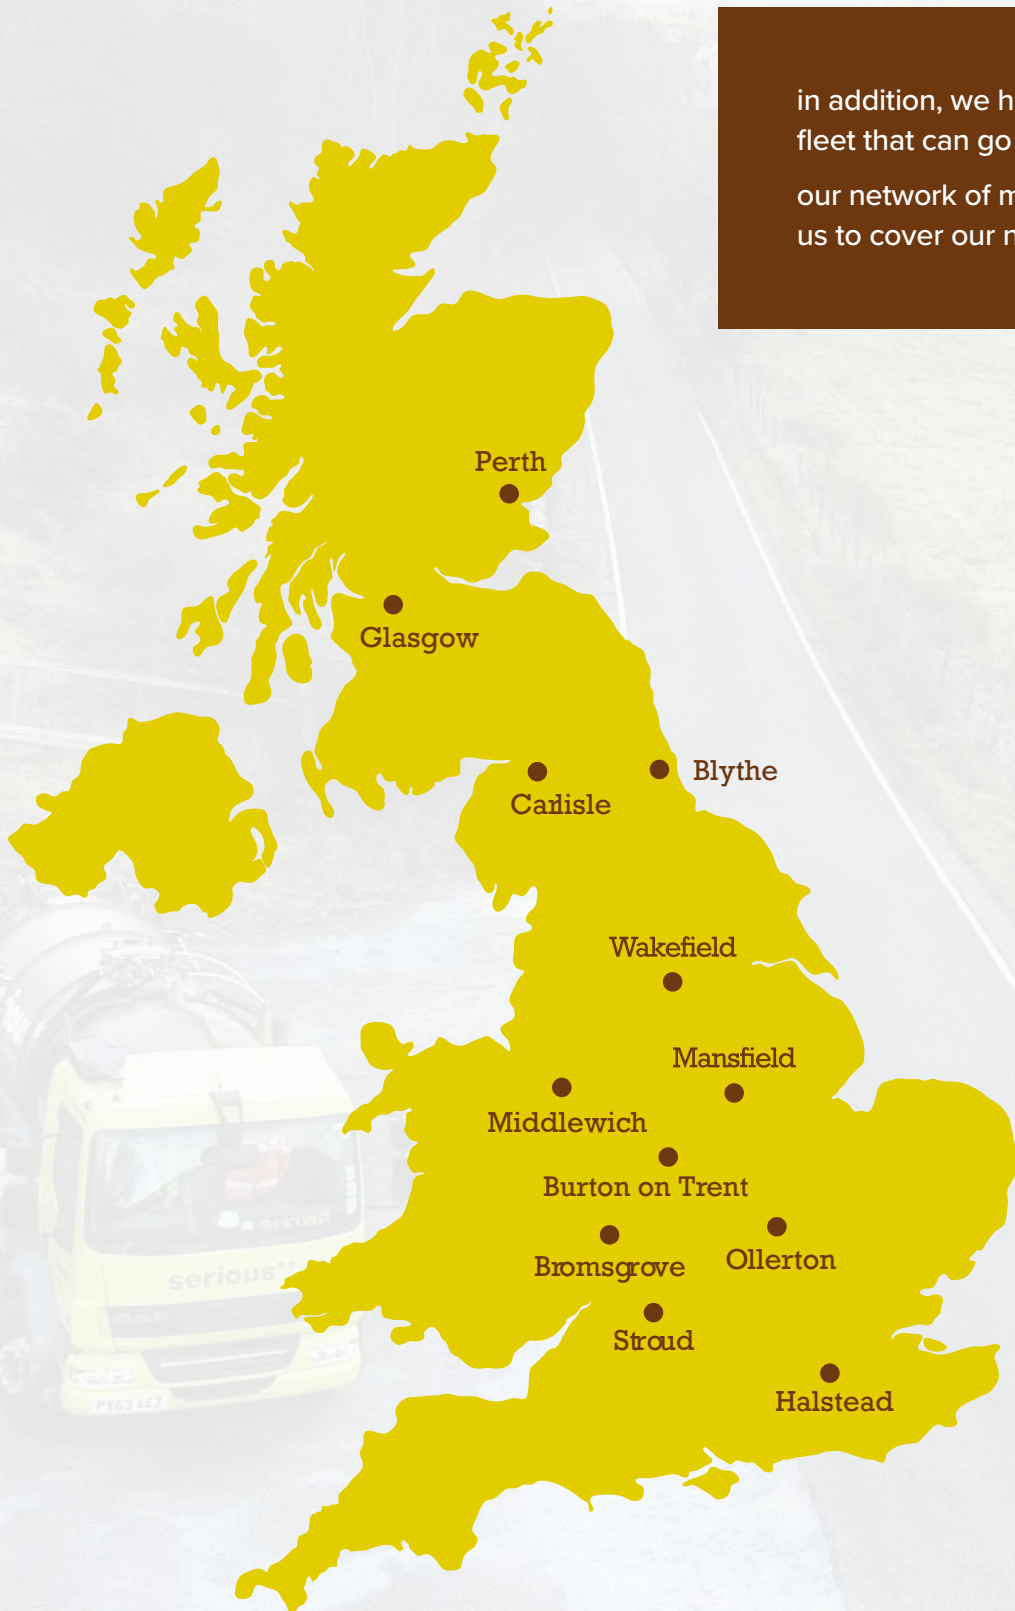 in addition, we h
fleet that can go
our network of m
us to cover our n
Perth
Glasgow
Blythe
Carlisle
Wakefield
Mansfield
Middlewich
Burton on Trent
Bromsgrove
Ollerton
serious
Stroud
Halstead